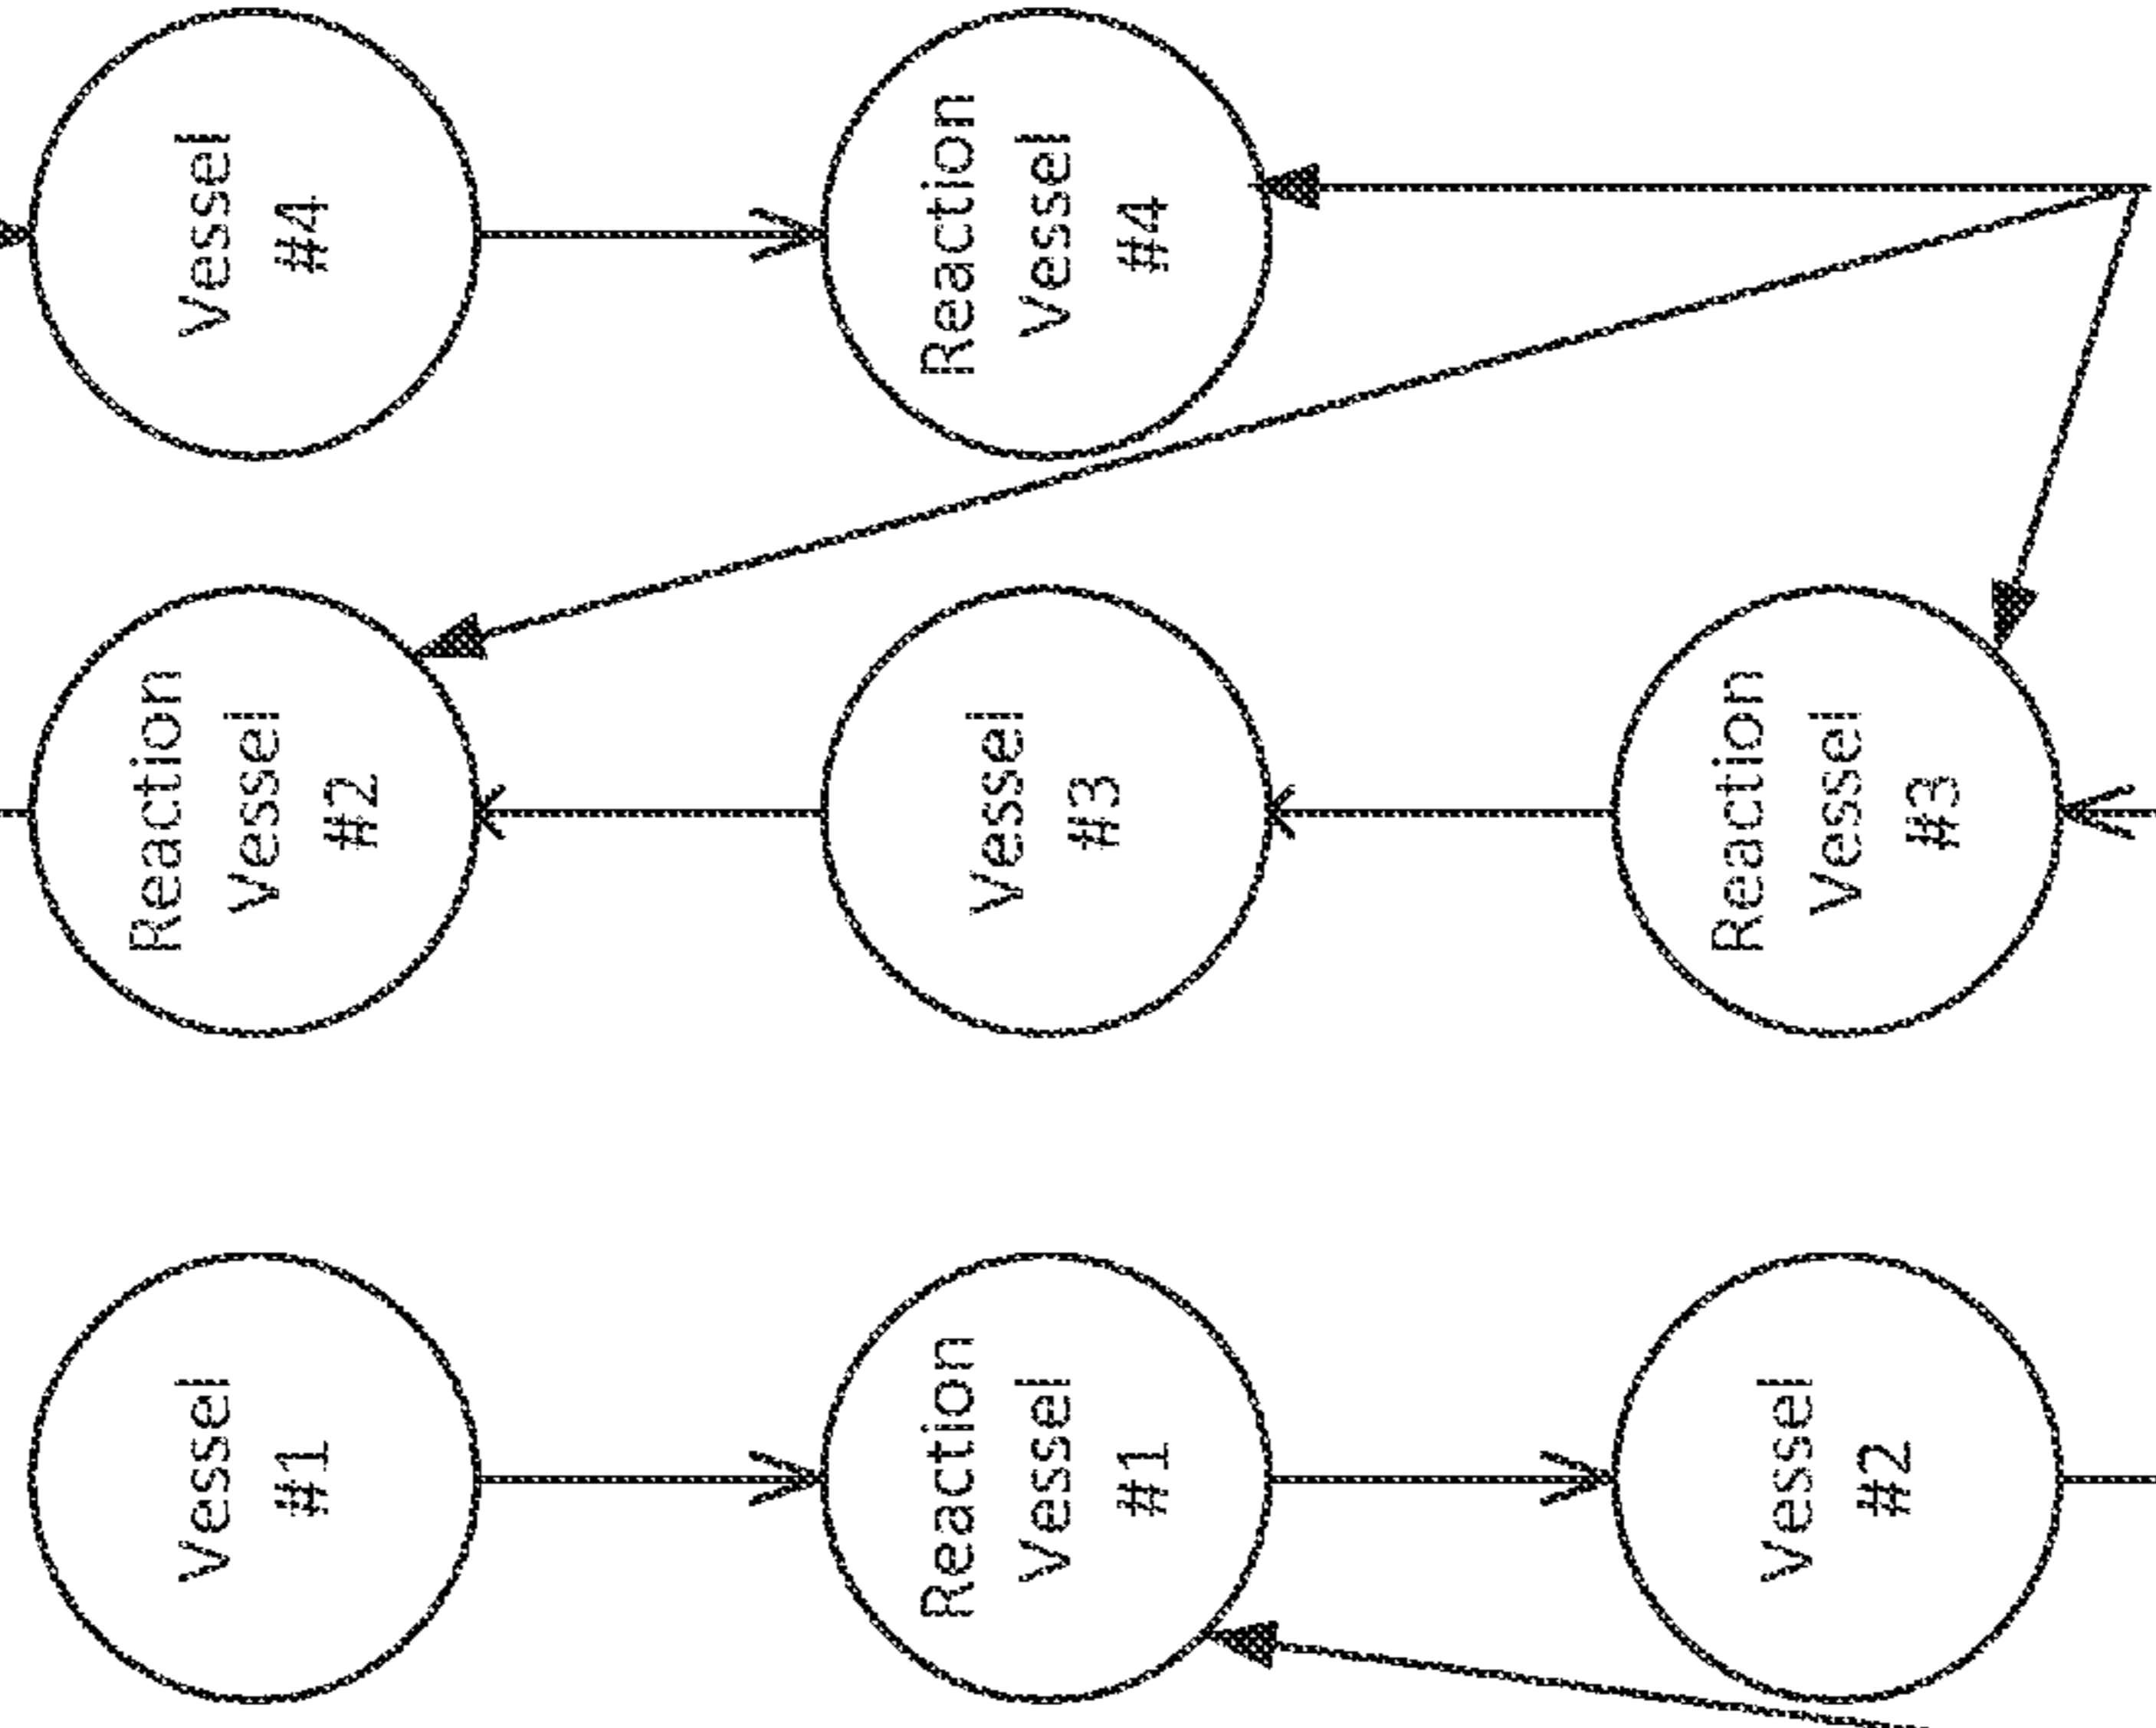 Vessel
#4
Reaction
Vessel
#4
Reaction
Vessel
#2
Vessel
#3
Reaction
Vessel
#3
Vessel
#1
Reaction
Vessel
#1
Vessel
#2